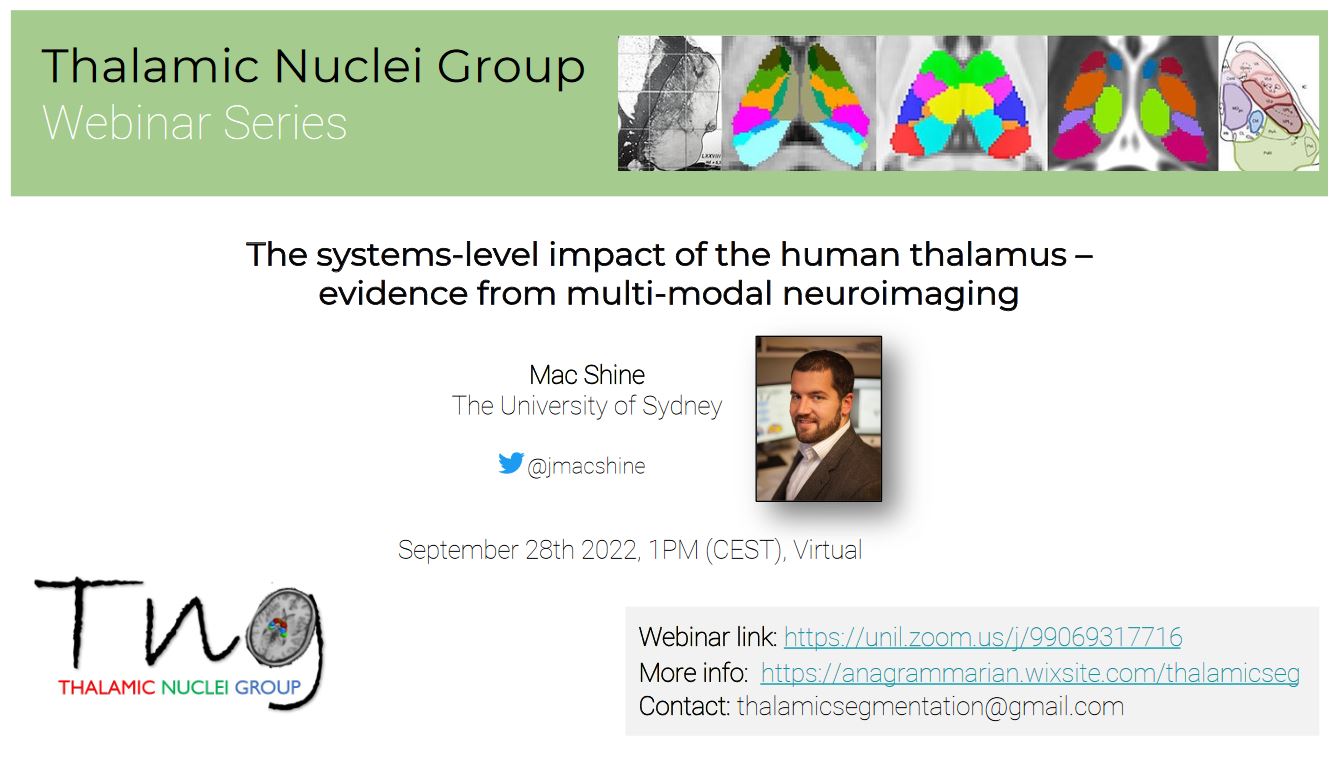 Thalamic Nuclei Group
Webinar Series
LXXVIII
The systems-level impact of the human thalamus –
evidence from multi-modal neuroimaging
Mac Shine
The University of Sydney
@jmacshine
September 28th 2022, 1PM (CEST), Virtual
Tng
THALAMIC NUCLEI GROUP
Webinar link: https://unil.zoom.us/j/99069317716
More info: https://anagrammarian.wixsite.com/thalamicseg
Contact: thalamicsegmentation@gmail.com